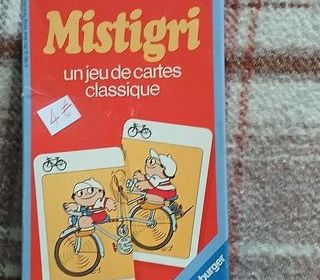 Mistigri
un jeu de cartes
classique
4 €